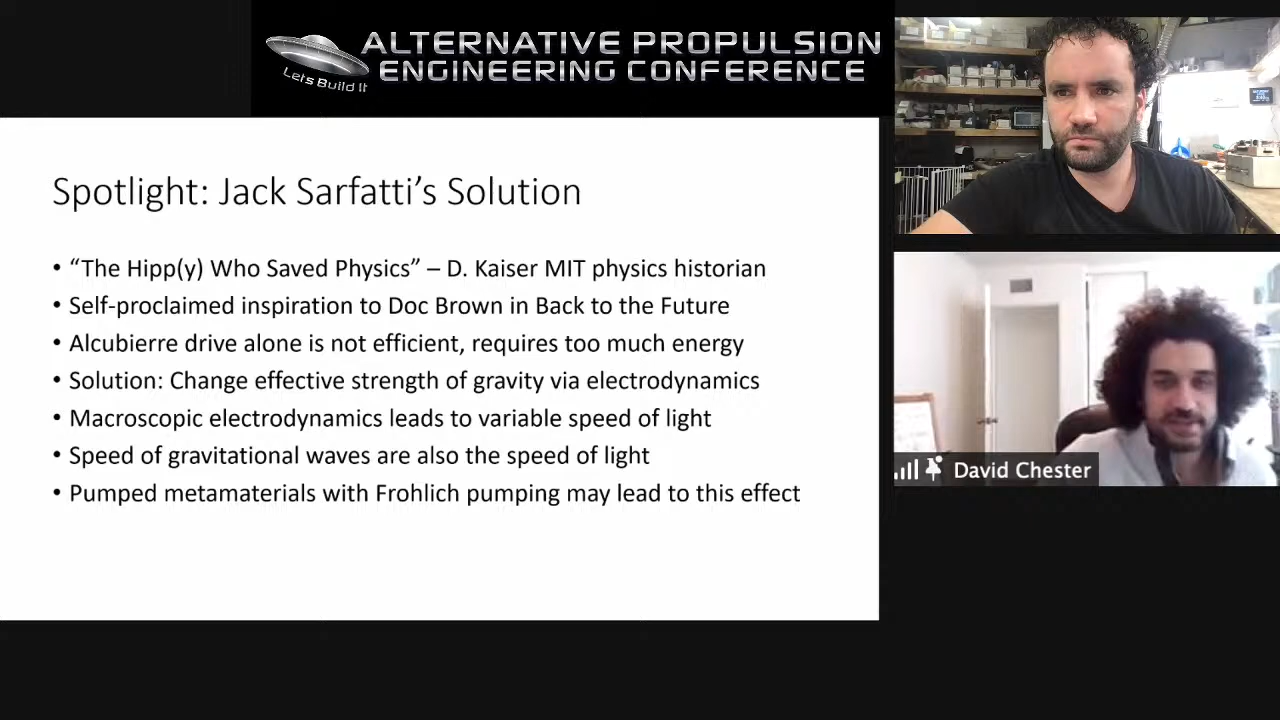 ALTERNATIVE PROPULSION
ENGINEERING CONFERENCE
Lets Build It
Spotlight: Jack Sarfatti’s Solution
• “The Hipp(y) Who Saved Physics” – D. Kaiser MIT physics historian
• Self-proclaimed inspiration to Doc Brown in Back to the Future
• Alcubierre drive alone is not efficient, requires too much energy
• Solution: Change effective strength of gravity via electrodynamics
• Macroscopic electrodynamics leads to variable speed of light
• Speed of gravitational waves are also the speed of light
• Pumped metamaterials with Frohlich pumping may lead to this effect
David Chester